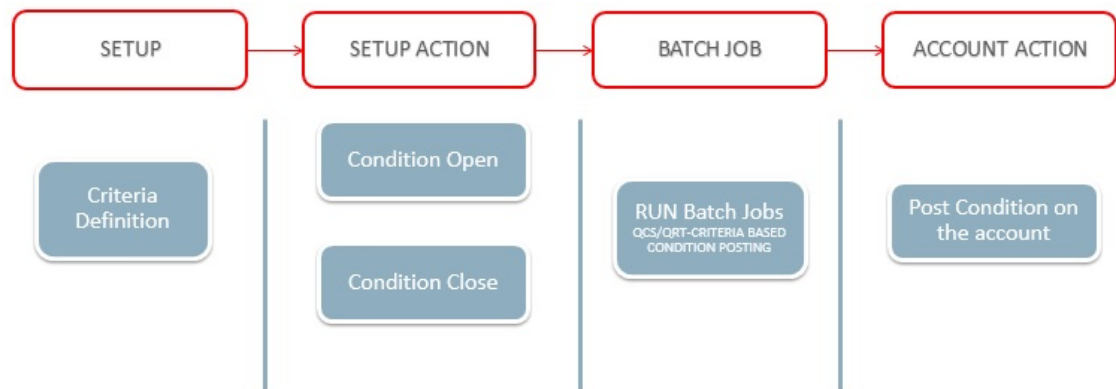 SETUP
SETUP ACTION
BATCH JOB
ACCOUNT ACTION
Criteria
Definition
Condition Open
Condition Close
RUN Batch Jobs
QCS/QRT-CRITERIA BASED
CONDITION POSTING
Post Condition on
the account